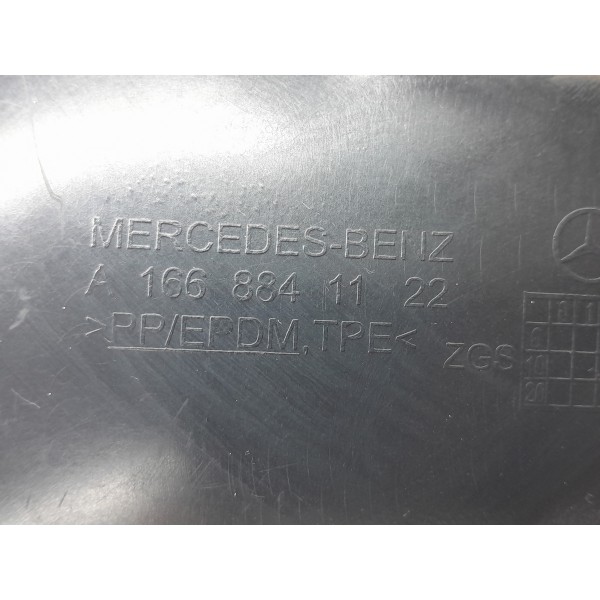 MERCEDES-BENZ
A 166 884 11 22
>PP/EPDM,TPE<
ZGS